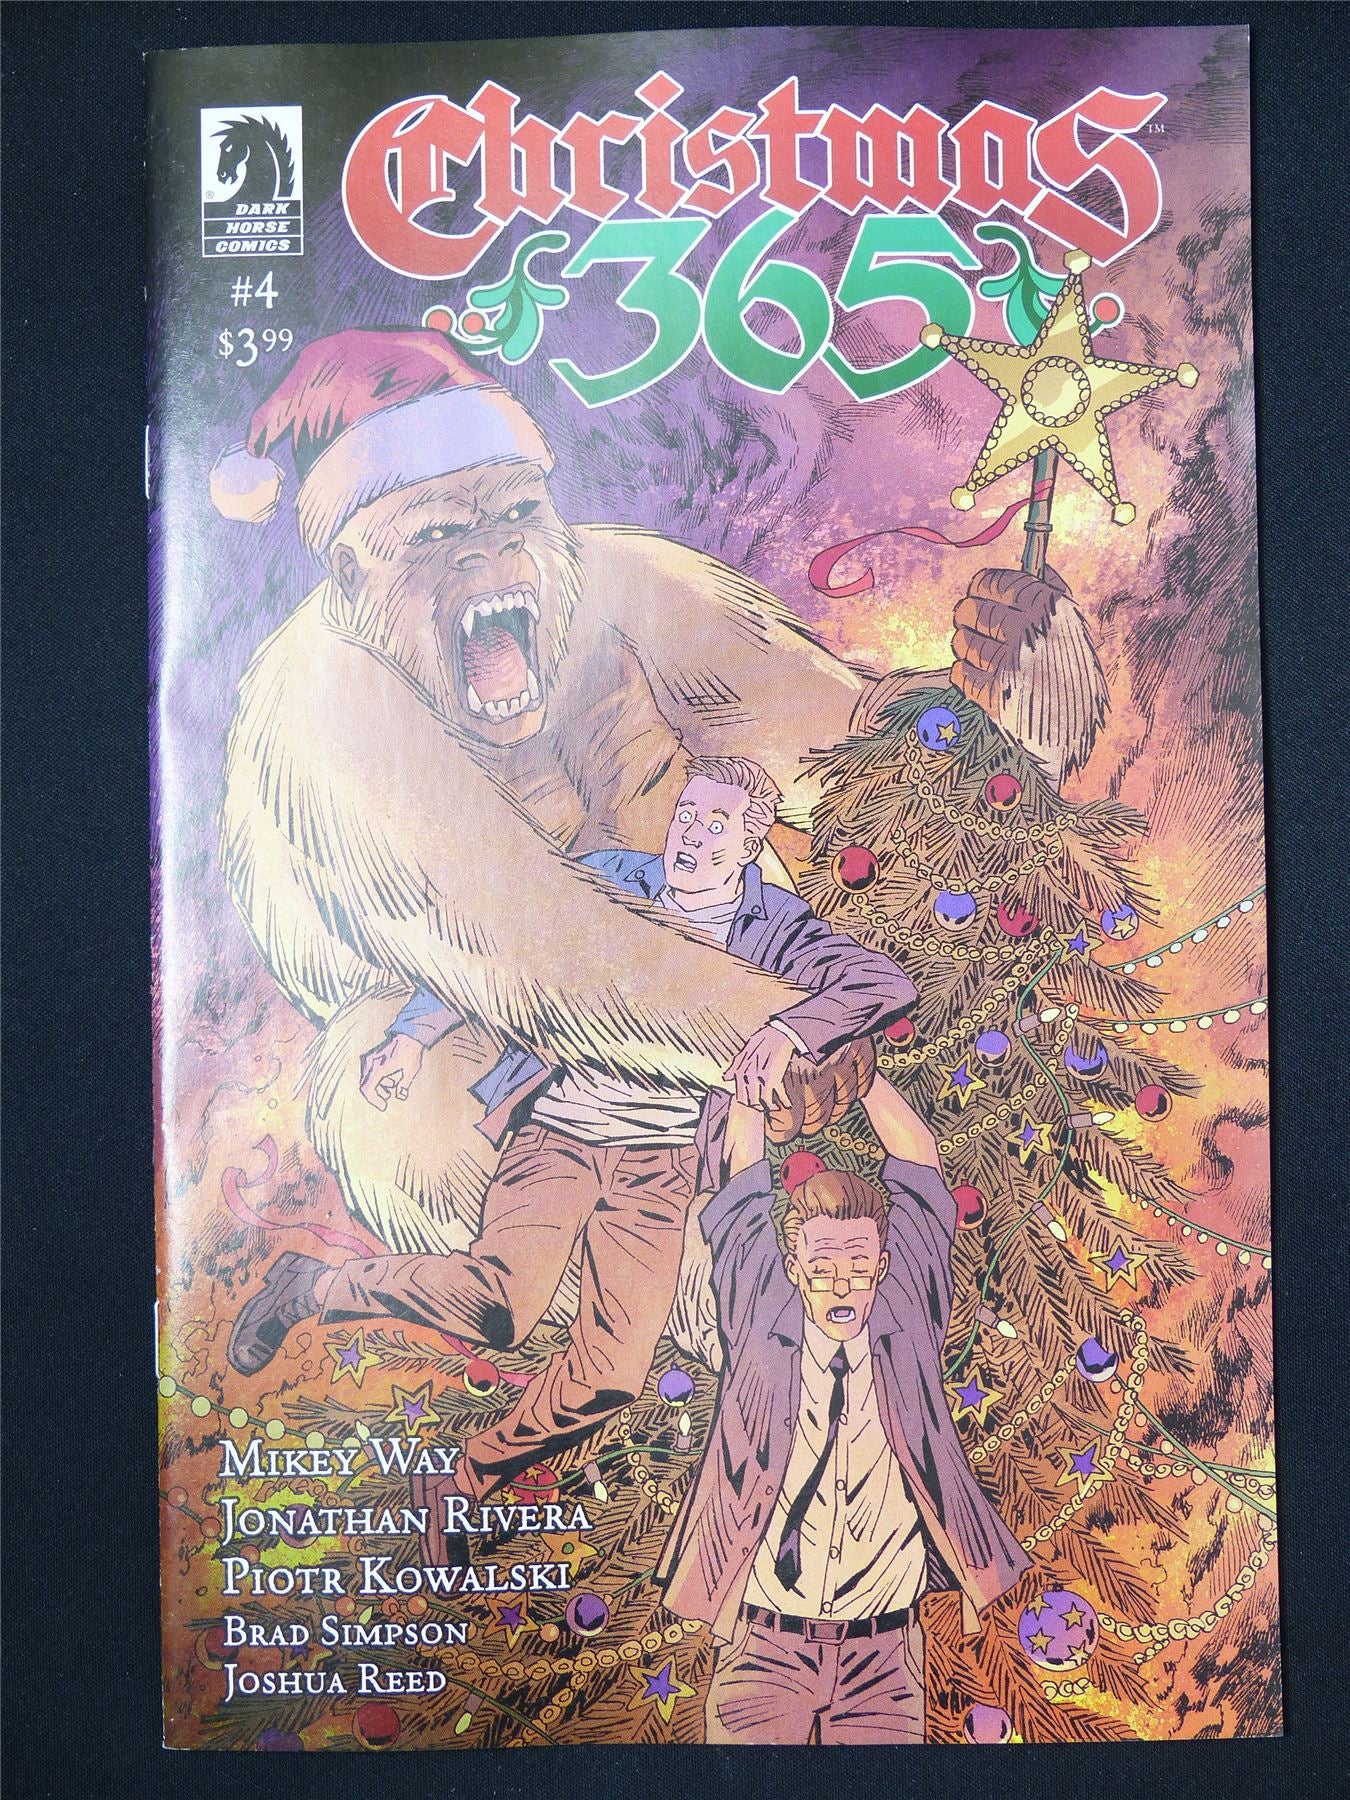 Christmas™
365
DARK
HORSE
COMICS
®
#4
$3.99
MIKEY WAY
JONATHAN RIVERA
PIOTR KOWALSKI
BRAD SIMPSON
JOSHUA REED